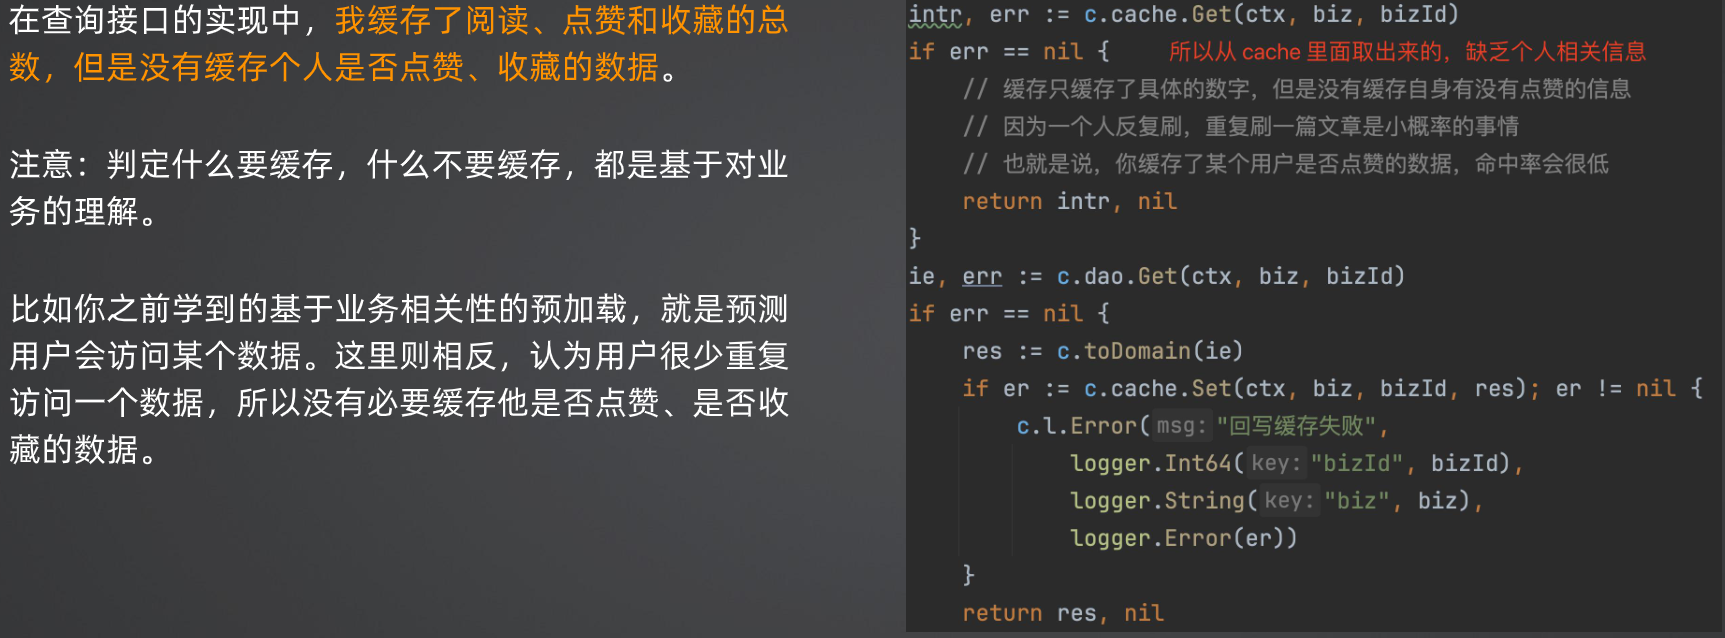 在查询接口的实现中，我缓存了阅读、点赞和收藏的总
数，但是没有缓存个人是否点赞、收藏的数据。
注意：判定什么要缓存，什么不要缓存，都是基于对业
务的理解。
比如你之前学到的基于业务相关性的预加载，就是预测
用户会访问某个数据。这里则相反，认为用户很少重复
访问一个数据，所以没有必要缓存他是否点赞、是否收
藏的数据。
intr, err := c.cache.Get(ctx, biz, bizId)
if err == nil { 所以从 cache 里面取出来的，缺乏个人相关信息
// 缓存只缓存了具体的数字，但是没有缓存自身有没有点赞的信息
// 因为一个人反复刷，重复刷一篇文章是小概率的事情
// 也就是说，你缓存了某个用户是否点赞的数据，命中率会很低
return intr, nil
}
ie, err := c.dao.Get(ctx, biz, bizId)
if err == nil {
res := c.toDomain(ie)
if er := c.cache.Set(ctx, biz, bizId, res); er != nil {
c.l.Error( msg: "回写缓存失败",
logger.Int64( key: "bizId", bizId),
logger.String( key: "biz", biz),
logger.Error(er))
}
return res, nil